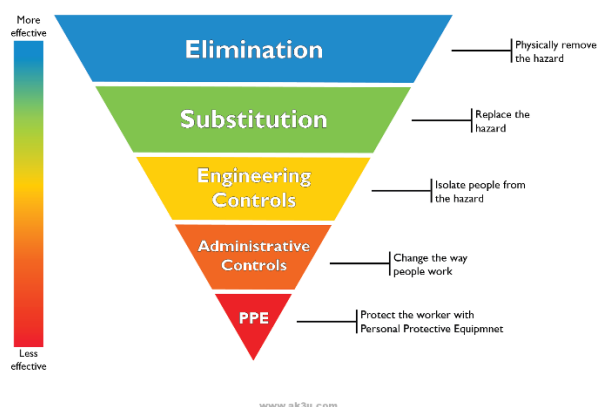 More
effective
Elimination
Physically remove
the hazard
Substitution
Replace the
hazard
Engineering
Controls
Isolate people from
the hazard
Administrative
Controls
Change the way
people work
PPE
Protect the worker with
Personal Protective Equipmnet
Less
effective